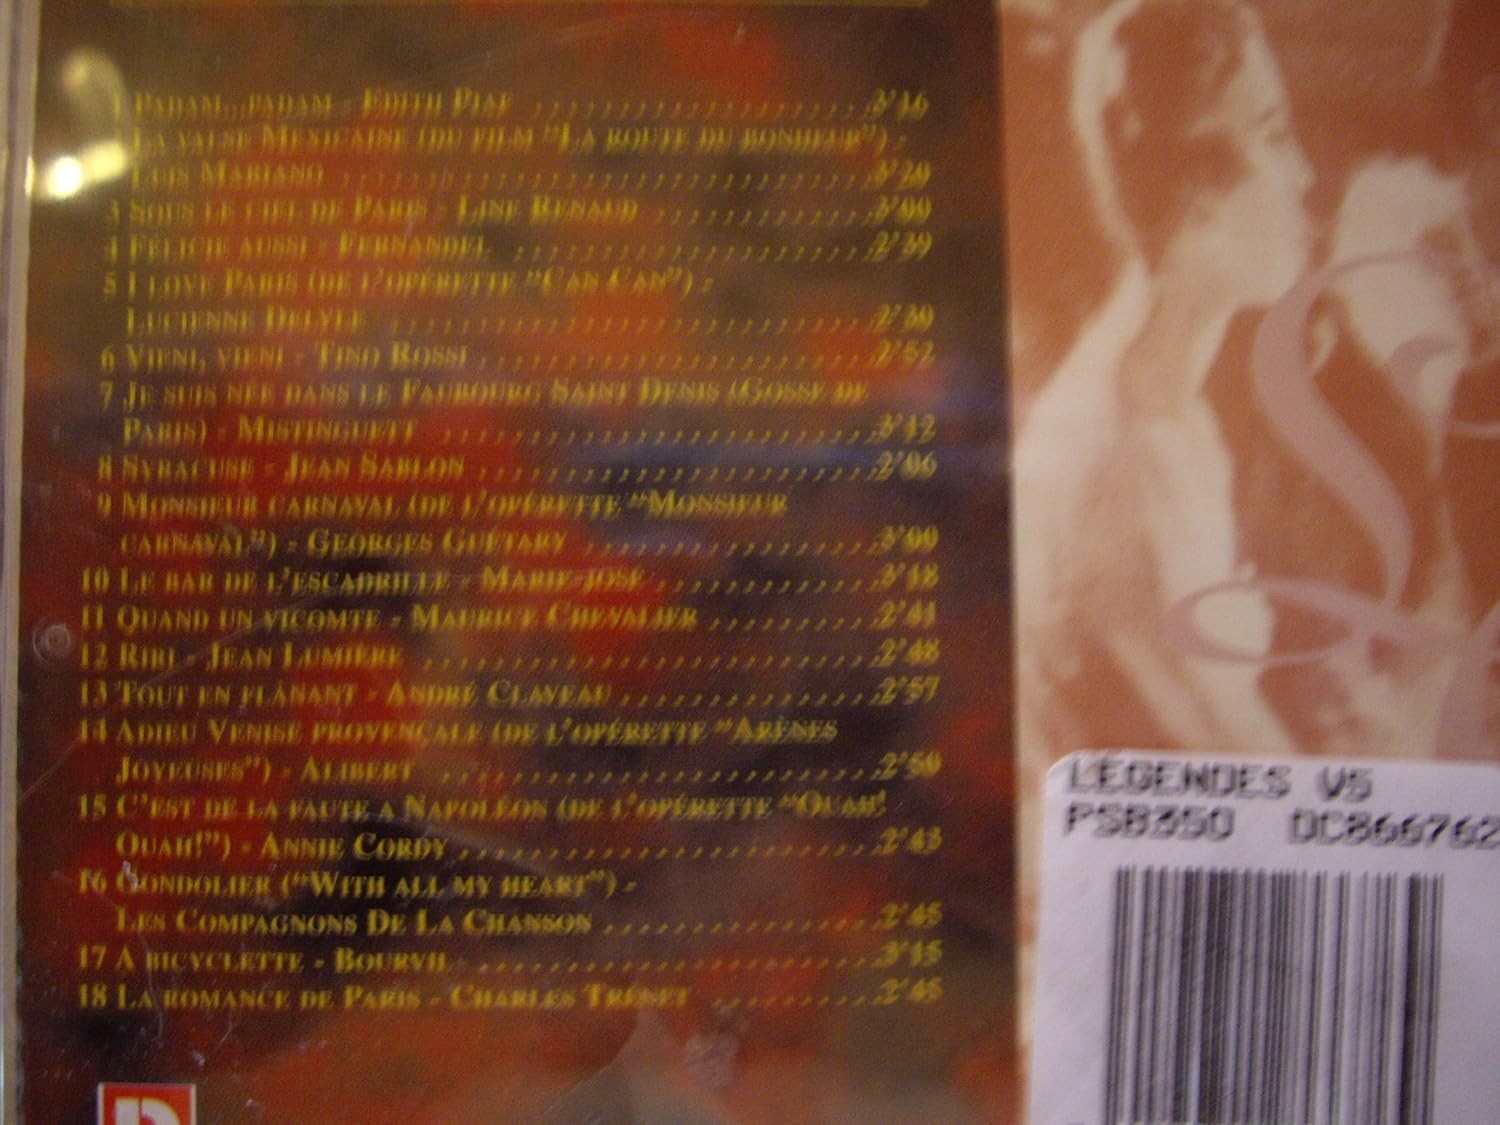 1 Padam...padam - Edith Piaf 3'16
La valse Mexicaine (du film "La route du bonheur") -
Luis Mariano 3'20
3 Sous le ciel de Paris - Line Renaud 3'00
4 Félicie aussi - Fernandel 2'39
5 I love Paris (de l'opérette "Can Can") -
Lucienne Delyle 2'30
6 Vieni, vieni - Tino Rossi 2'52
7 Je suis née dans le Faubourg Saint Denis (Gosse de
Paris) - Mistinguett 3'12
8 Syracuse - Jean Sablon 2'06
9 Monsieur carnaval (de l'opérette "Monsieur
carnaval") - Georges Guétary 3'00
10 Le bar de l'escadrille - Marie-josé 3'18
11 Quand un vicomte - Maurice Chevalier 2'41
12 Riri - Jean Lumière 2'48
13 Tout en flânant - André Claveau 2'57
14 Adieu Venise provençale (de l'opérette "Arènes
Joyeuses") - Alibert 2'50
15 C'est de la faute a Napoléon (de l'opérette "Ouah!
Ouah!") - Annie Cordy 2'43
16 Gondolier ("With all my heart") -
Les Compagnons De La Chanson 2'45
17 A bicyclette - Bourvil 3'15
18 La romance de Paris - Charles Trénet 2'45
LEGENDES V5
PSB350 DC866762